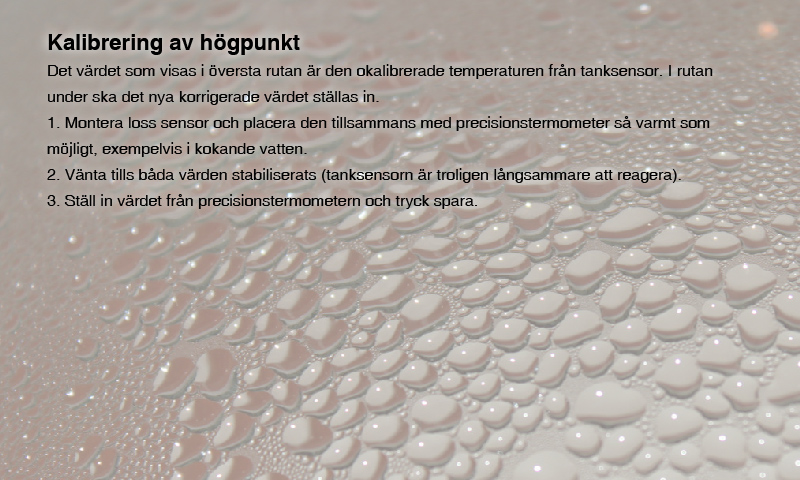 Kalibrering av högpunkt
Det värdet som visas i översta rutan är den okalibrerade temperaturen från tanksensor. I rutan
under ska det nya korrigerade värdet ställas in.
1. Montera loss sensor och placera den tillsammans med precisionstermometer så varmt som
möjligt, exempelvis i kokande vatten.
2. Vänta tills båda värden stabiliserats (tanksensorn är troligen långsammare att reagera).
3. Ställ in värdet från precisionstermometern och tryck spara.